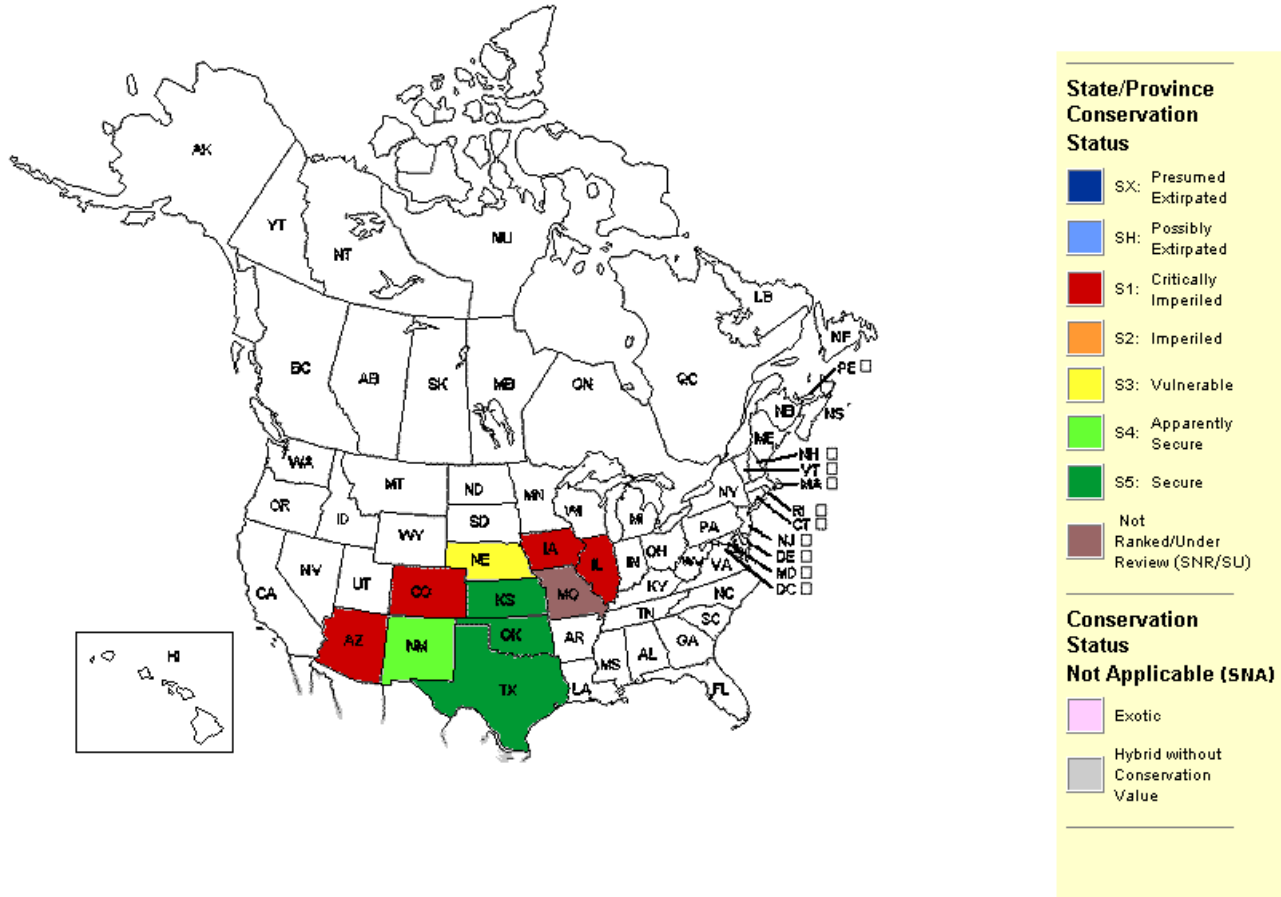 AK
YT
NT
NU
BC
AB
SK
MB
ON
QC
LB
NF
PE
NB
NS
ME
NH
VT
MA
RI
CT
NJ
DE
MD
DC
WA
OR
CA
ID
NV
MT
WY
UT
AZ
CO
NM
ND
SD
NE
KS
OK
TX
MN
IA
MO
AR
LA
WI
IL
MI
IN
OH
KY
TN
MS
AL
GA
FL
SC
NC
VA
WV
PA
NY
HI
State/Province
Conservation
Status
SX: Presumed
Extirpated
SH: Possibly
Extirpated
S1: Critically
Imperiled
S2: Imperiled
S3: Vulnerable
S4: Apparently
Secure
S5: Secure
Not
Ranked/Under
Review (SNR/SU)
Conservation
Status
Not Applicable (SNA)
Exotic
Hybrid without
Conservation
Value